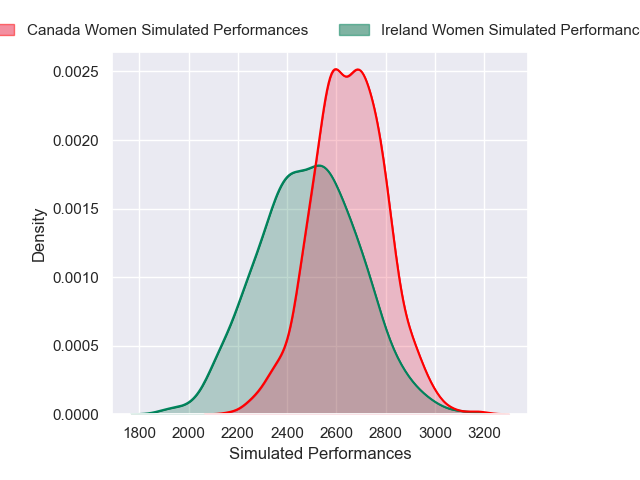 Canada Women Simulated Performances
Ireland Women Simulated Performanc
0.0025
0.0020
0.0015
0.0010
0.0005
0.0000
Density
1800 2000 2200 2400 2600 2800 3000 3200
Simulated Performances